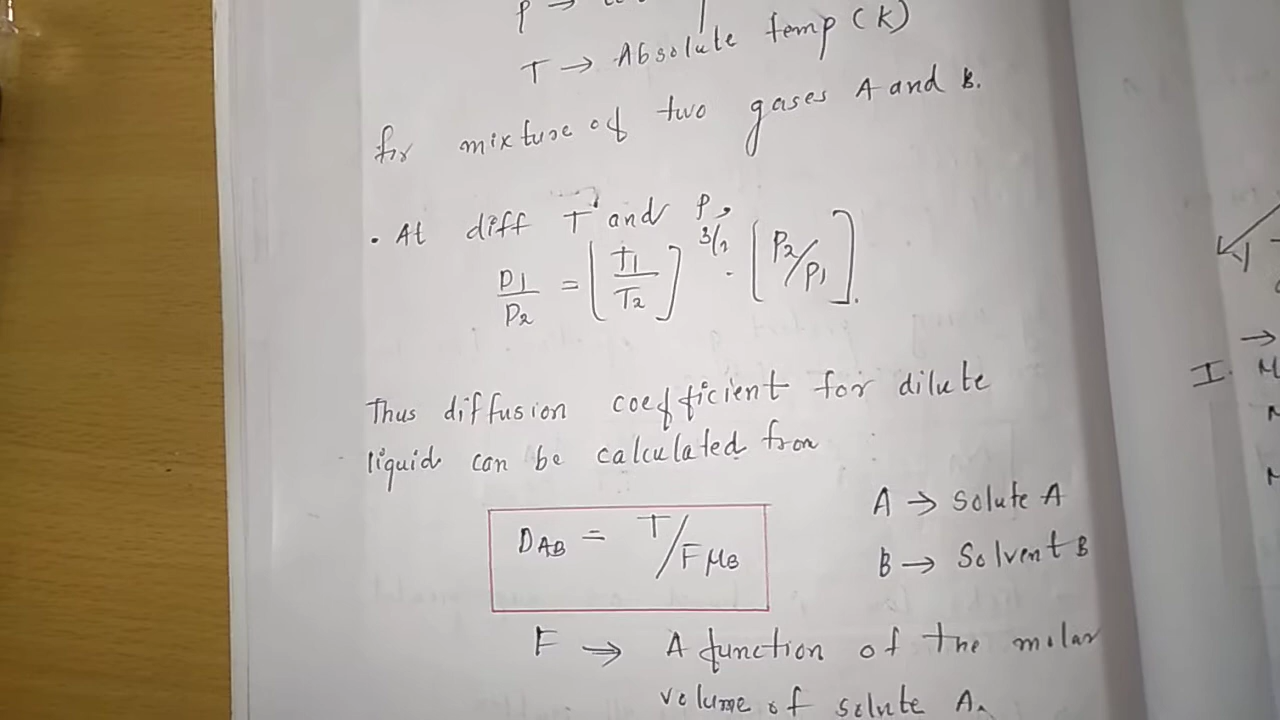 P →
T → Absolute temp (K)
for mixture of two gases A and B.
• At diff T and P,
D1/D2 = [T1/T2]^3/2 . [P2/P1].
Thus diffusion coefficient for dilute
liquid can be calculated from
D_AB = T/Fμ_B
A → Solute A
B → Solvent B
F → A function of the molar
volume of solute A.
I. M